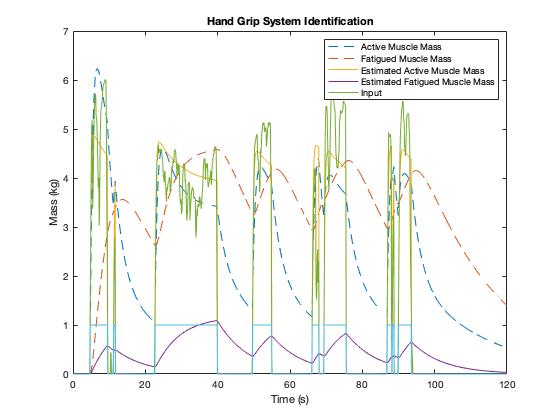 Hand Grip System Identification
Active Muscle Mass
Fatigued Muscle Mass
Estimated Active Muscle Mass
Estimated Fatigued Muscle Mass
Input
7
6
5
4
3
2
1
0
Mass (kg)
0 20 40 60 80 100 120
Time (s)